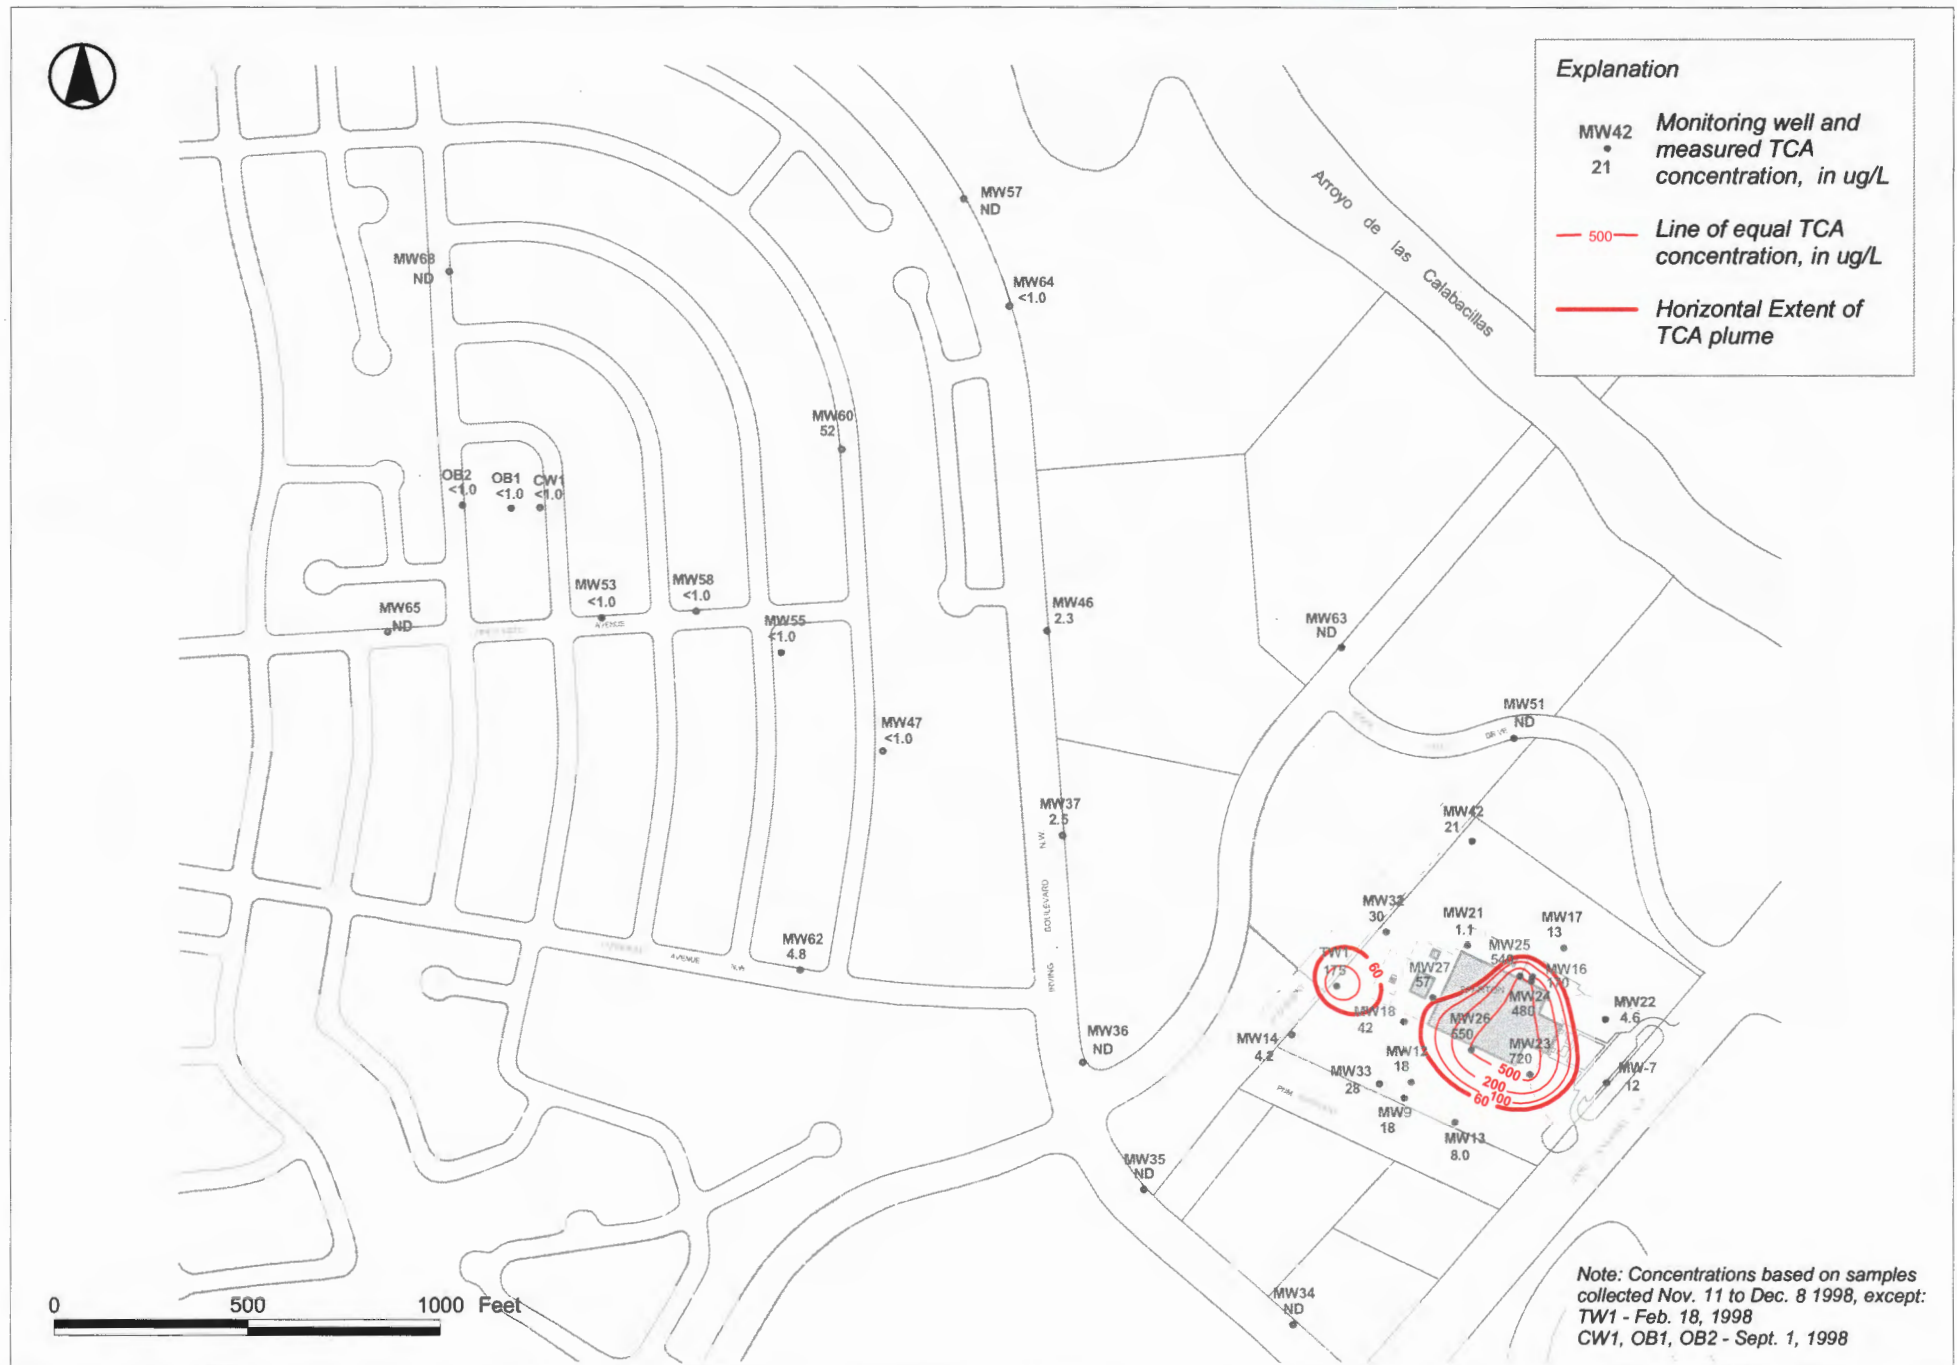 Explanation
MW42
21
Monitoring well and
measured TCA
concentration, in ug/L
500
Line of equal TCA
concentration, in ug/L
Horizontal Extent of
TCA plume
Arroyo de las Calabacillas
MW57
ND
MW68
ND
MW64
<1.0
MW60
52
OB2
<1.0
OB1
<1.0
CW1
<1.0
MW53
<1.0
MW58
<1.0
MW55
<1.0
MW65
ND
AVENUE
MW46
2.3
MW63
ND
MW51
ND
MW47
<1.0
MW37
2.5
IRVING BOULEVARD N.W.
MW42
21
MW32
30
MW21
1.1
MW17
13
MW62
4.8
AVENUE N.W.
TW1
175
60
MW25
MW27
57
MW16
170
MW24
480
MW18
42
MW26
650
MW22
4.6
MW36
ND
MW14
4.2
MW12
18
MW23
720
MW33
28
500
200
100
60
MW-7
12
MW9
18
MW13
8.0
MW35
ND
MW34
ND
0 500 1000 Feet
Note: Concentrations based on samples
collected Nov. 11 to Dec. 8 1998, except:
TW1 - Feb. 18, 1998
CW1, OB1, OB2 - Sept. 1, 1998